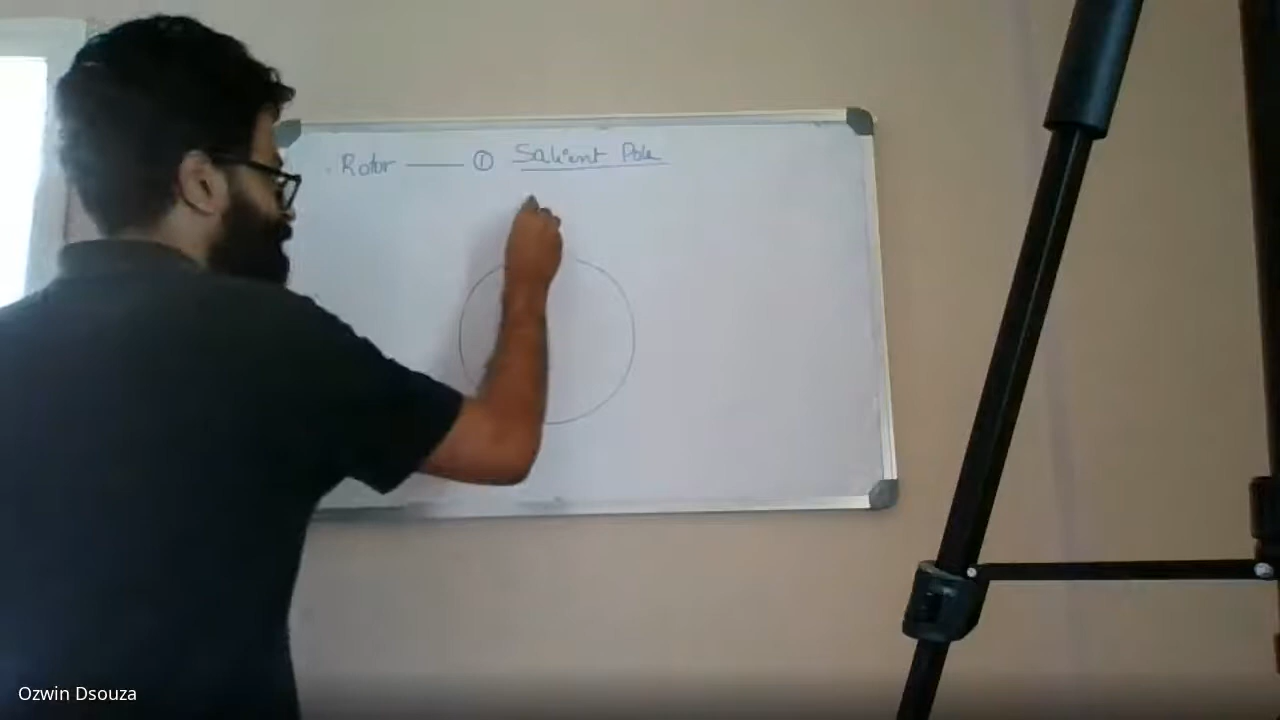 Rotor —— ① Salient Pole
Ozwin Dsouza